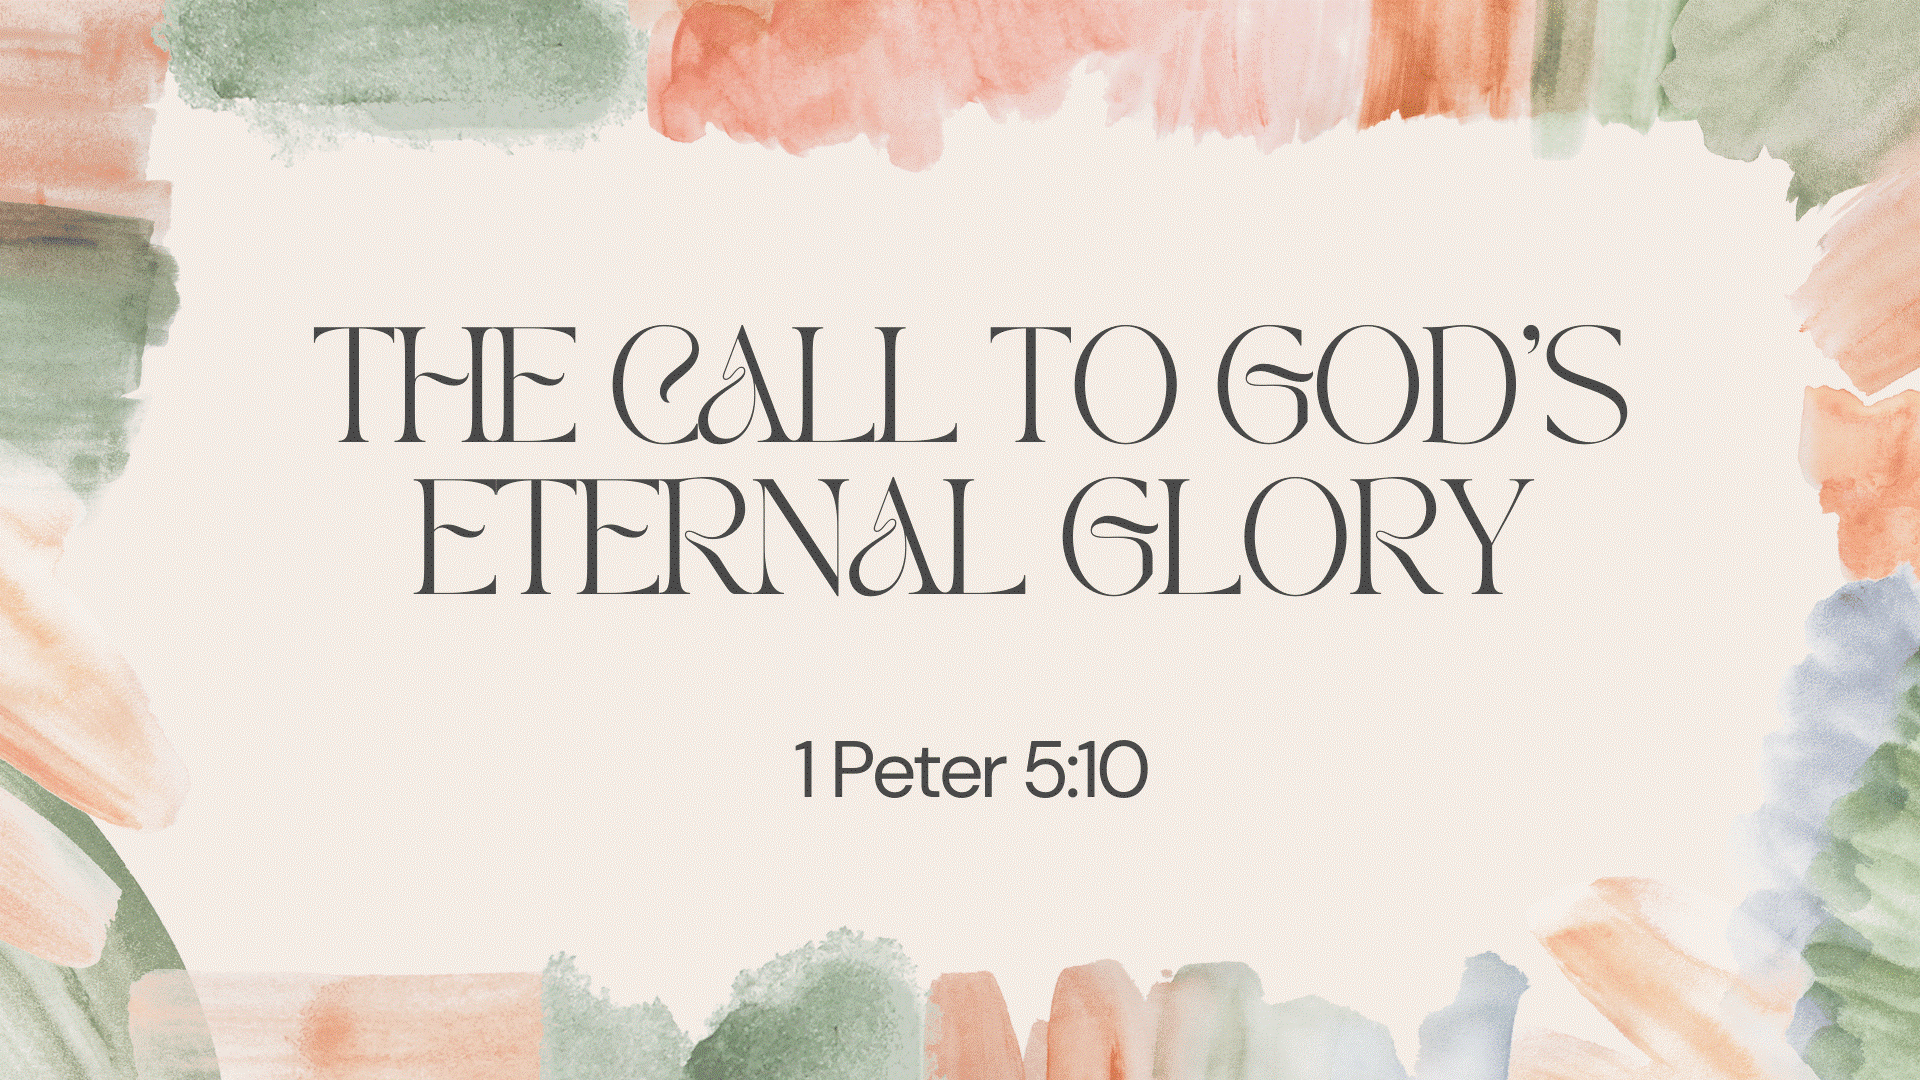 THE CALL TO GOD’S
ETERNAL GLORY
1 Peter 5:10